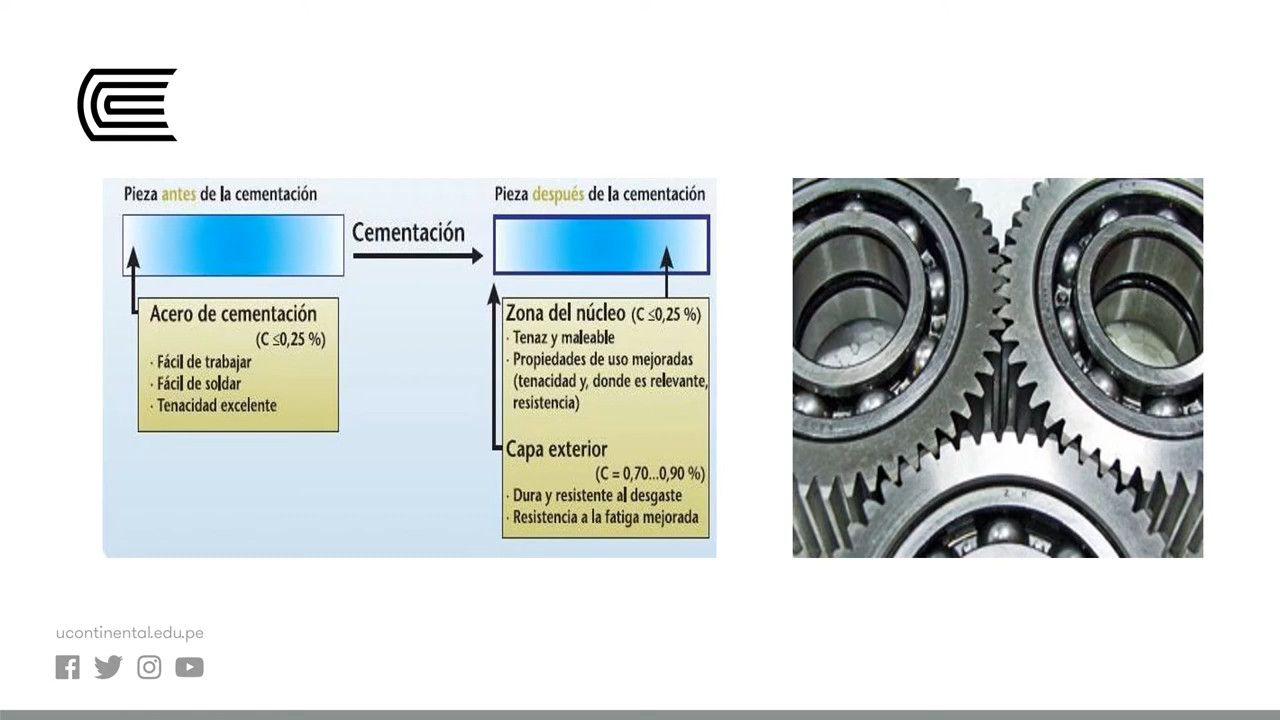 Pieza antes de la cementación
Cementación
Pieza después de la cementación
Acero de cementación
(C ≤0,25 %)
· Fácil de trabajar
· Fácil de soldar
· Tenacidad excelente
Zona del núcleo (C ≤0,25 %)
· Tenaz y maleable
· Propiedades de uso mejoradas
(tenacidad y, donde es relevante,
resistencia)
Capa exterior
(C = 0,70...0,90 %)
· Dura y resistente al desgaste
· Resistencia a la fatiga mejorada
ucontinental.edu.pe